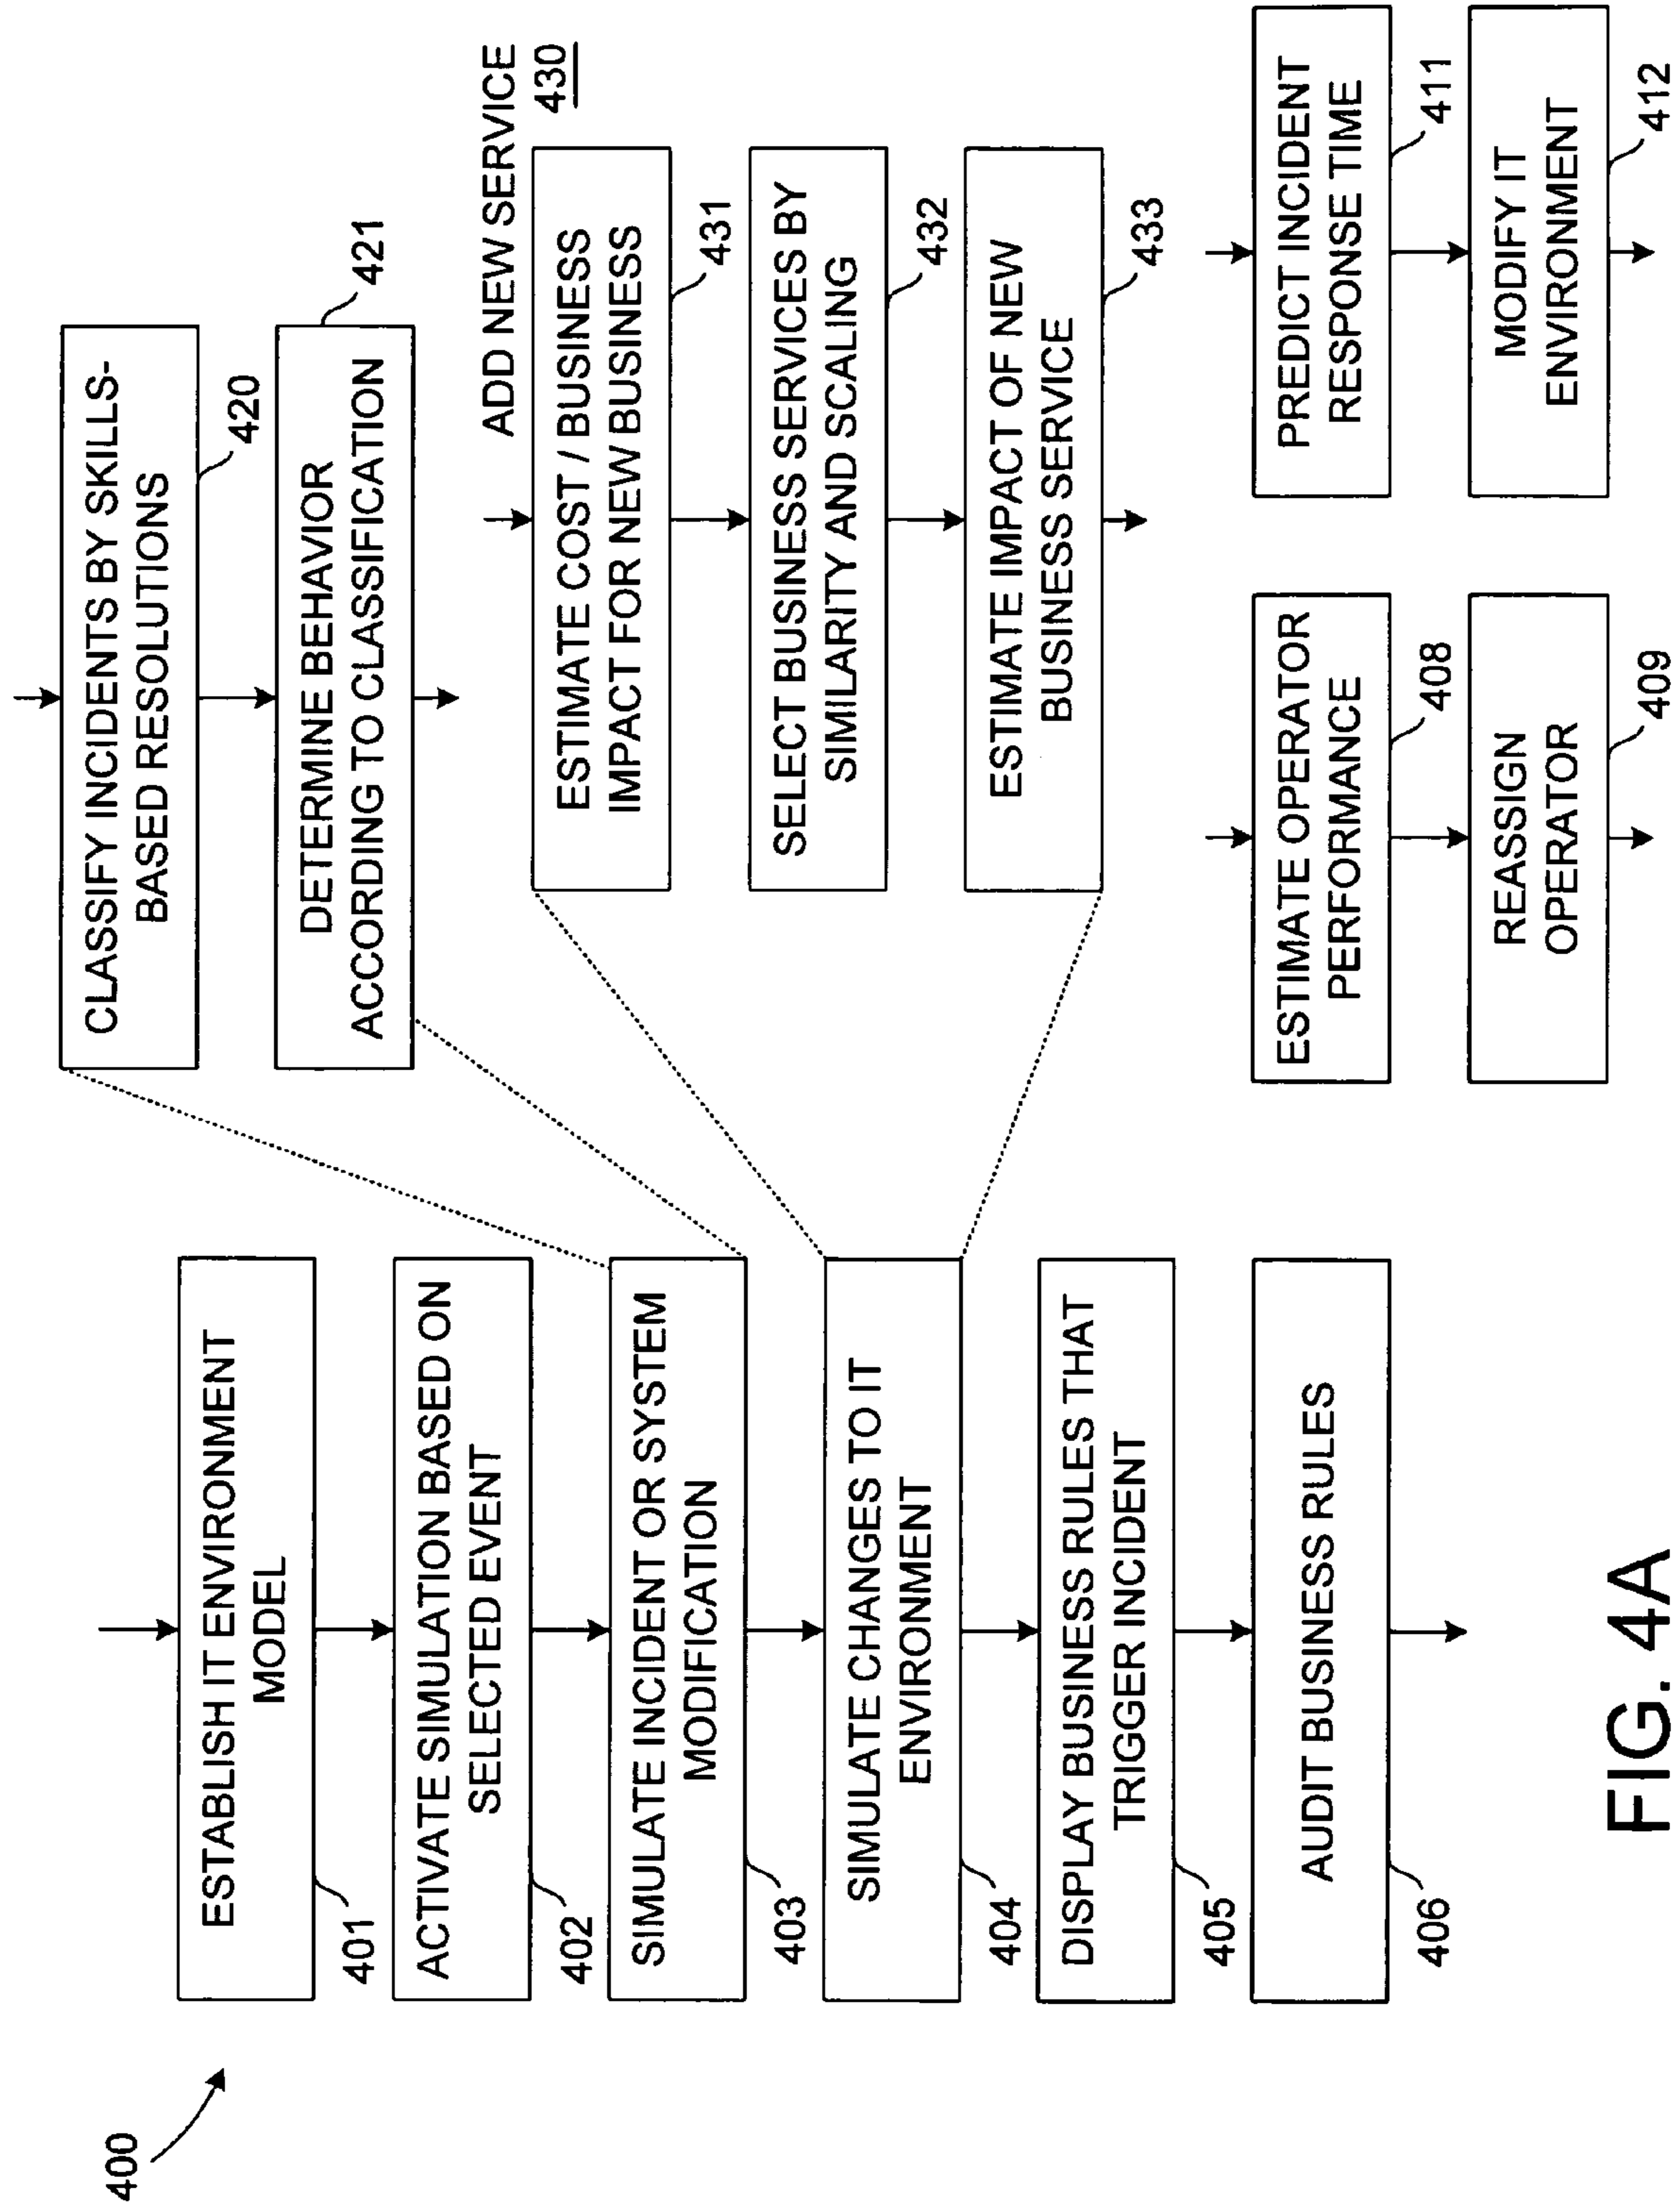 400
ESTABLISH IT ENVIRONMENT
MODEL
401
ACTIVATE SIMULATION BASED ON
SELECTED EVENT
402
SIMULATE INCIDENT OR SYSTEM
MODIFICATION
403
SIMULATE CHANGES TO IT
ENVIRONMENT
404
DISPLAY BUSINESS RULES THAT
TRIGGER INCIDENT
405
AUDIT BUSINESS RULES
406
CLASSIFY INCIDENTS BY SKILLS-
BASED RESOLUTIONS
420
DETERMINE BEHAVIOR
ACCORDING TO CLASSIFICATION
421
ADD NEW SERVICE
430
ESTIMATE COST / BUSINESS
IMPACT FOR NEW BUSINESS
431
SELECT BUSINESS SERVICES BY
SIMILARITY AND SCALING
432
ESTIMATE IMPACT OF NEW
BUSINESS SERVICE
433
ESTIMATE OPERATOR
PERFORMANCE
408
REASSIGN
OPERATOR
409
PREDICT INCIDENT
RESPONSE TIME
411
MODIFY IT
ENVIRONMENT
412
FIG. 4A